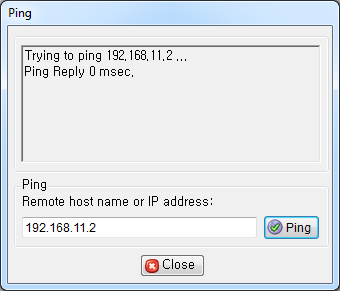 Ping
Trying to ping 192.168.11.2 ...
Ping Reply 0 msec.
Ping
Remote host name or IP address:
192.168.11.2
Ping
Close